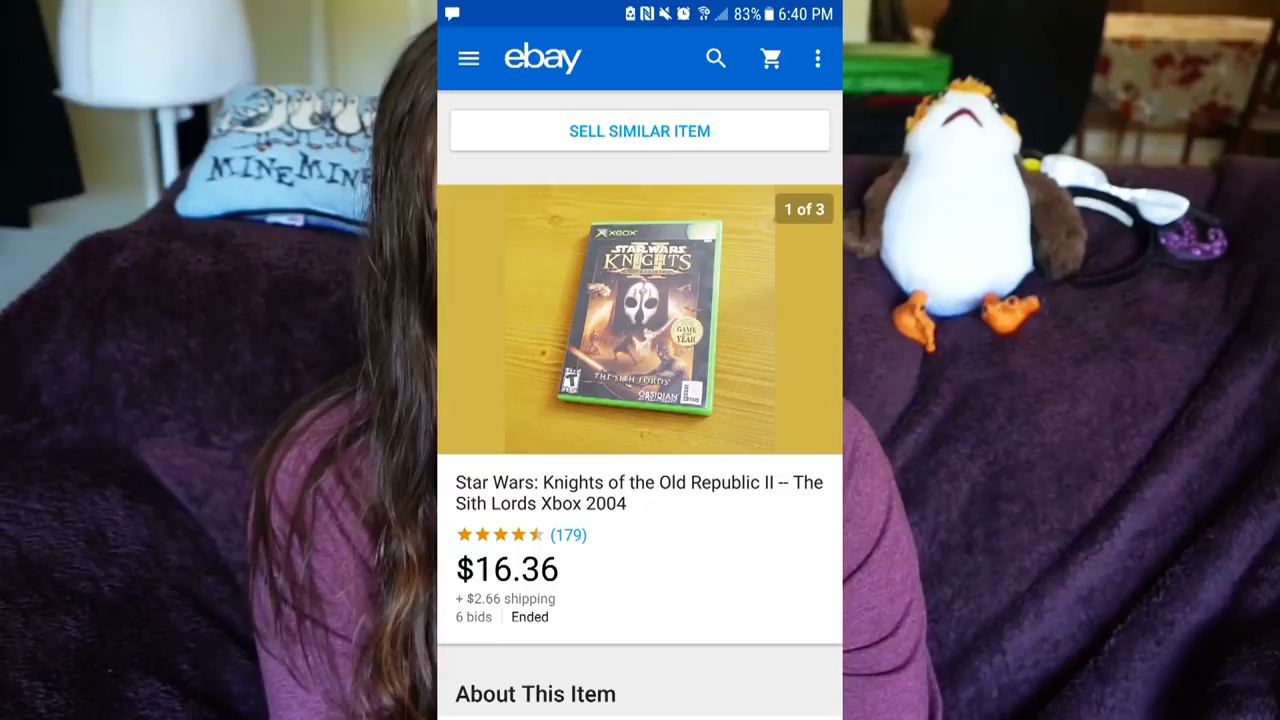 83% 6:40 PM
ebay
SELL SIMILAR ITEM
1 of 3
MINE MINE
XBOX
STAR WARS
KNIGHTS
II
GAME
YEAR
THE SITH LORDS
OBSIDIAN
Star Wars: Knights of the Old Republic II -- The
Sith Lords Xbox 2004
(179)
$16.36
+ $2.66 shipping
6 bids Ended
About This Item